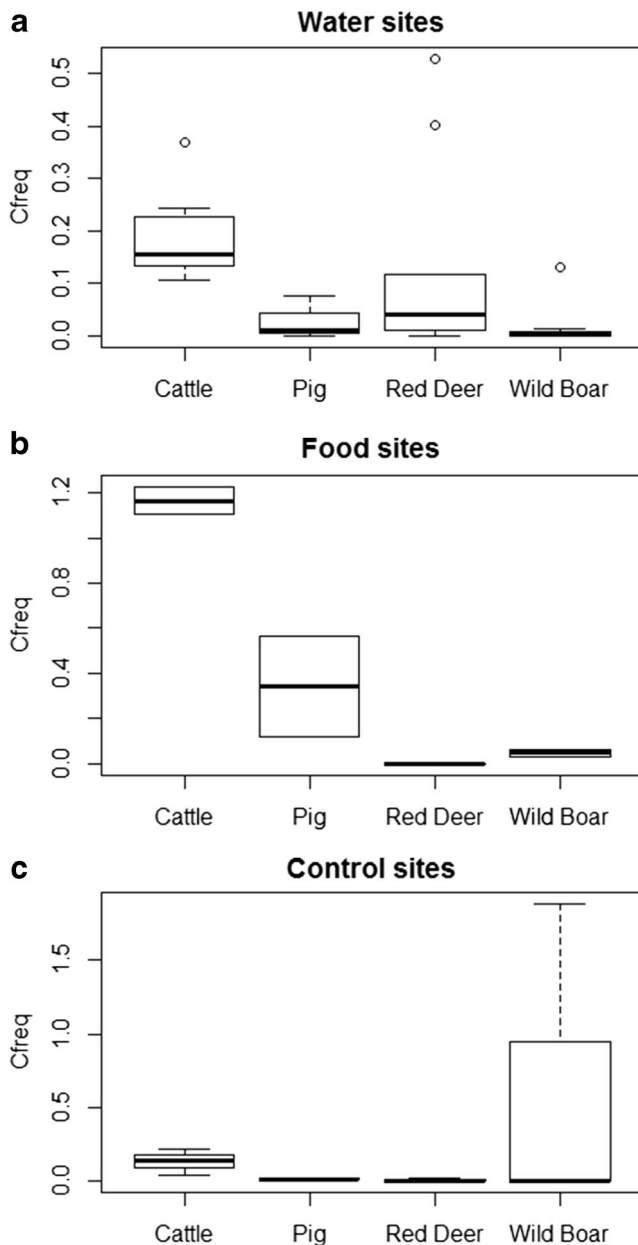 a
Water sites
Cfreq
0.5
0.4
0.3
0.2
0.1
0.0
Cattle Pig Red Deer Wild Boar
b
Food sites
Cfreq
1.2
0.8
0.4
0.0
Cattle Pig Red Deer Wild Boar
c
Control sites
Cfreq
1.5
1.0
0.5
0.0
Cattle Pig Red Deer Wild Boar